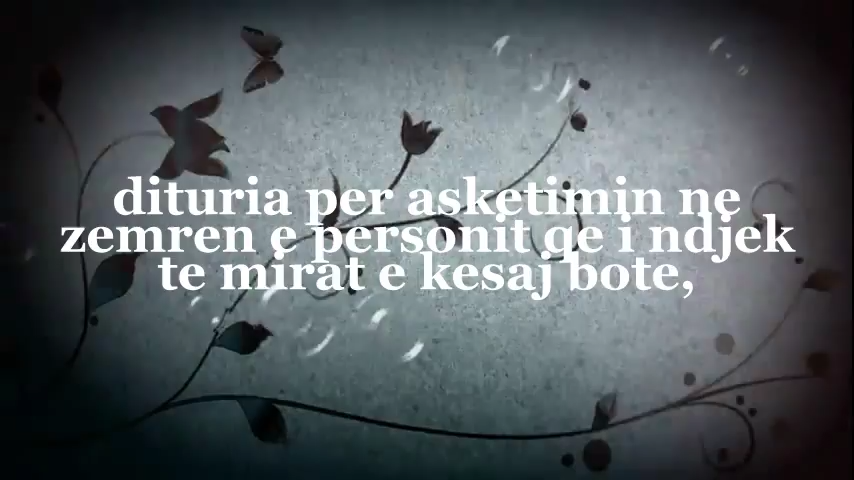 dituria per asketimin ne
zemren e personit qe i ndjek
te mirat e kesaj bote,